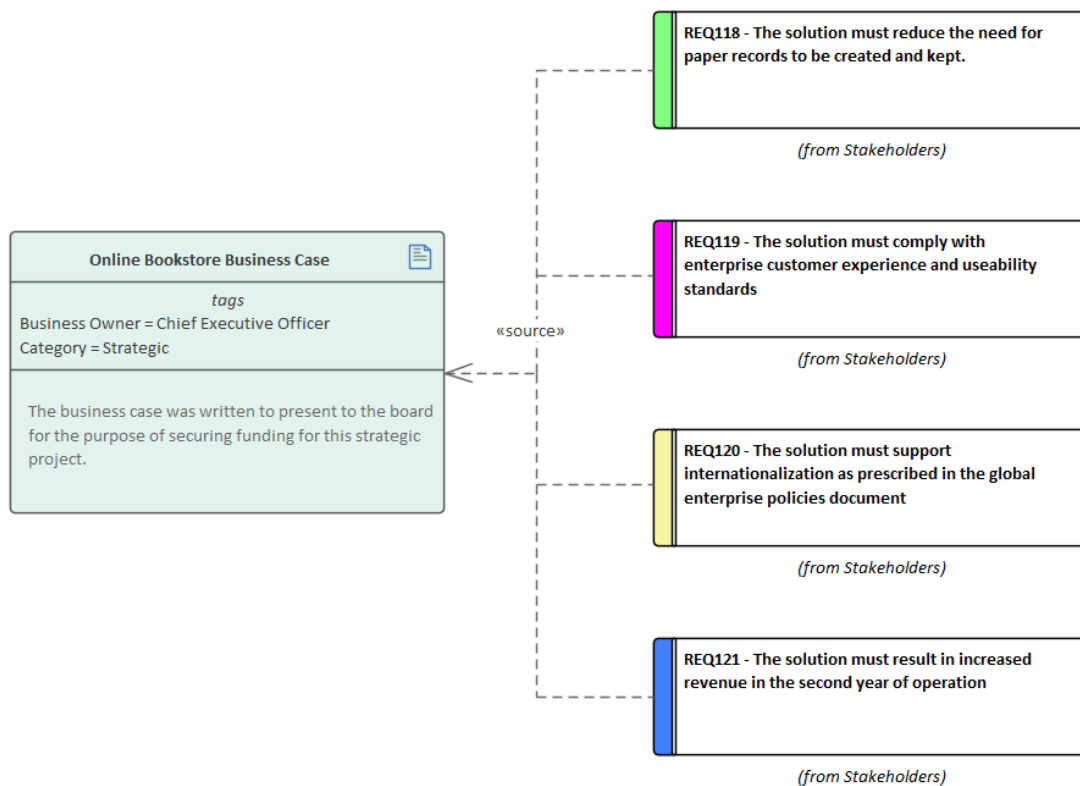 Online Bookstore Business Case
tags
Business Owner = Chief Executive Officer
Category = Strategic
The business case was written to present to the board
for the purpose of securing funding for this strategic
project.
«source»
REQ118 - The solution must reduce the need for
paper records to be created and kept.
(from Stakeholders)
REQ119 - The solution must comply with
enterprise customer experience and useability
standards
(from Stakeholders)
REQ120 - The solution must support
internationalization as prescribed in the global
enterprise policies document
(from Stakeholders)
REQ121 - The solution must result in increased
revenue in the second year of operation
(from Stakeholders)